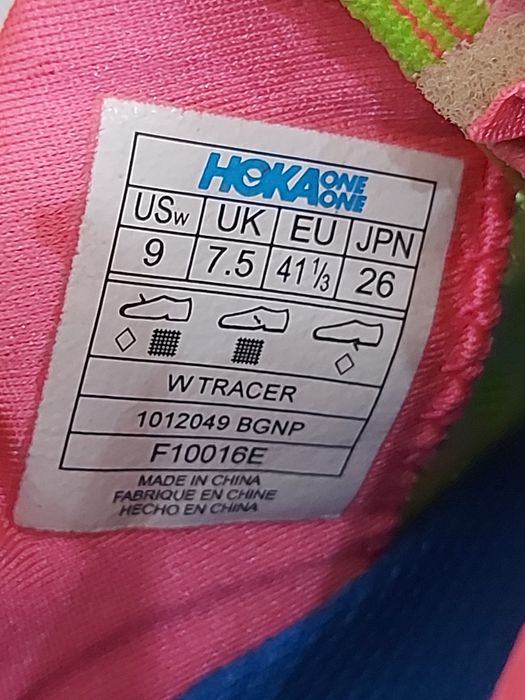 HOKA ONE ONE
USw UK EU JPN
9 7.5 41 1/3 26
W TRACER
1012049 BGNP
F10016E
MADE IN CHINA
FABRIQUE EN CHINE
HECHO EN CHINA